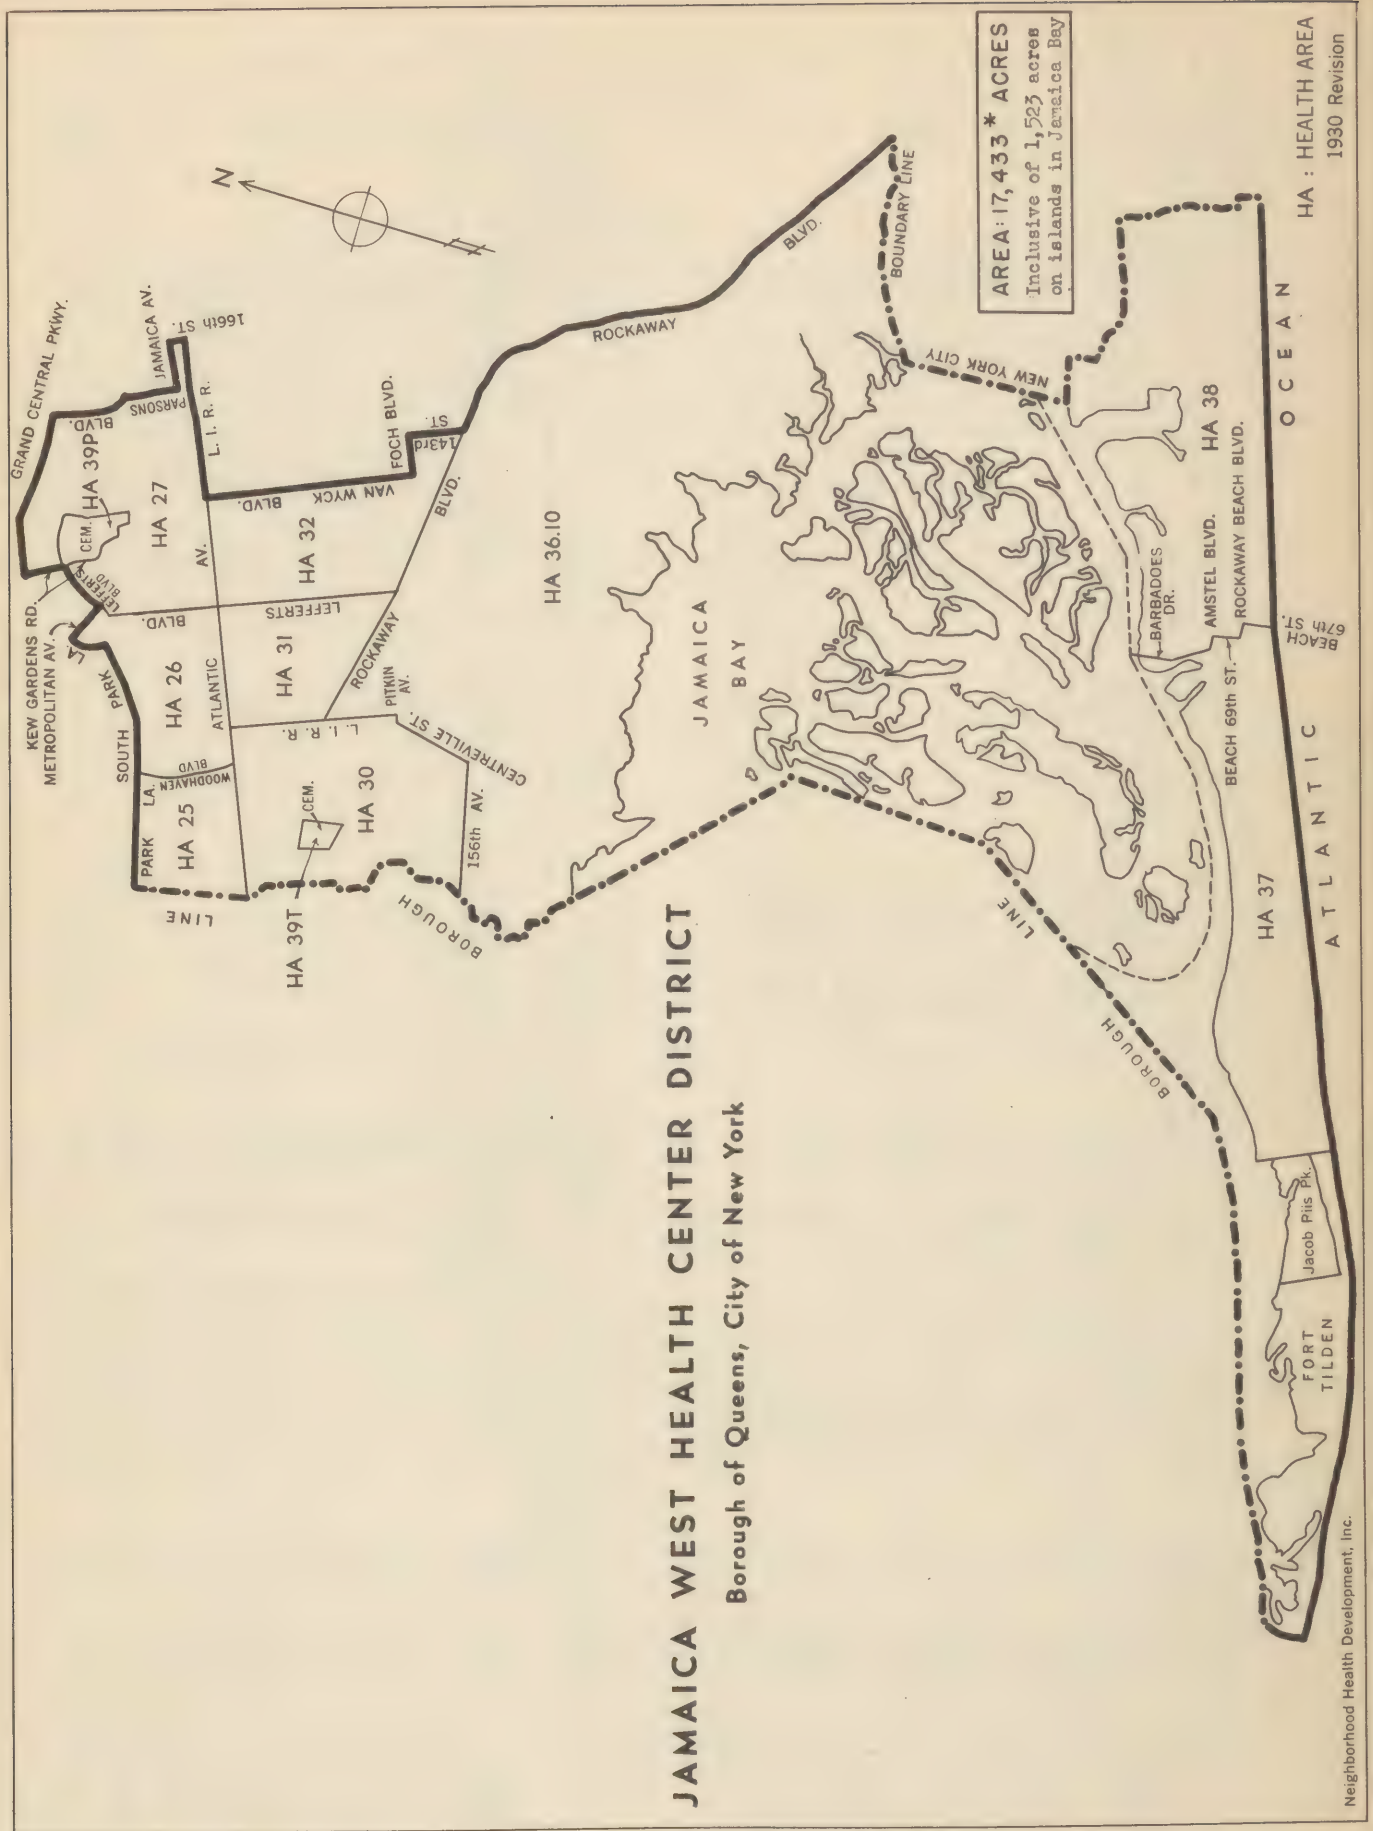 JAMAICA WEST HEALTH CENTER DISTRICT
Borough of Queens, City of New York
N
AREA: 17,433* ACRES
Inclusive of 1,523 acres
on islands in Jamaica Bay
HA : HEALTH AREA
1930 Revision
GRAND CENTRAL PKWY.
KEW GARDENS RD.
METROPOLITAN AV.
LA.
PARK
SOUTH
PARK LA.
LEFFERTS
BLVD
CEM.
HA 39P
BLVD.
PARSONS
JAMAICA AV.
166th ST.
L. I. R. R.
HA 27
HA 26
HA 25
WOODHAVEN
BLVD
BLVD.
ATLANTIC
AV.
LINE
HA 39T
CEM.
HA 30
L. I. R. R.
HA 31
LEFFERTS
HA 32
VAN WYCK
BLVD.
FOCH BLVD.
143rd
ST.
ROCKAWAY
BLVD.
PITKIN
AV.
CENTREVILLE ST.
156th AV.
BOROUGH
HA 36.10
ROCKAWAY
BLVD.
BOUNDARY LINE
NEW YORK CITY
JAMAICA
BAY
LINE
BOROUGH
BARBADOES
DR.
AMSTEL BLVD.
ROCKAWAY BEACH BLVD.
BEACH 69th ST.
BEACH
67th ST.
HA 38
HA 37
ATLANTIC
OCEAN
Jacob Riis Pk.
FORT
TILDEN
Neighborhood Health Development, Inc.